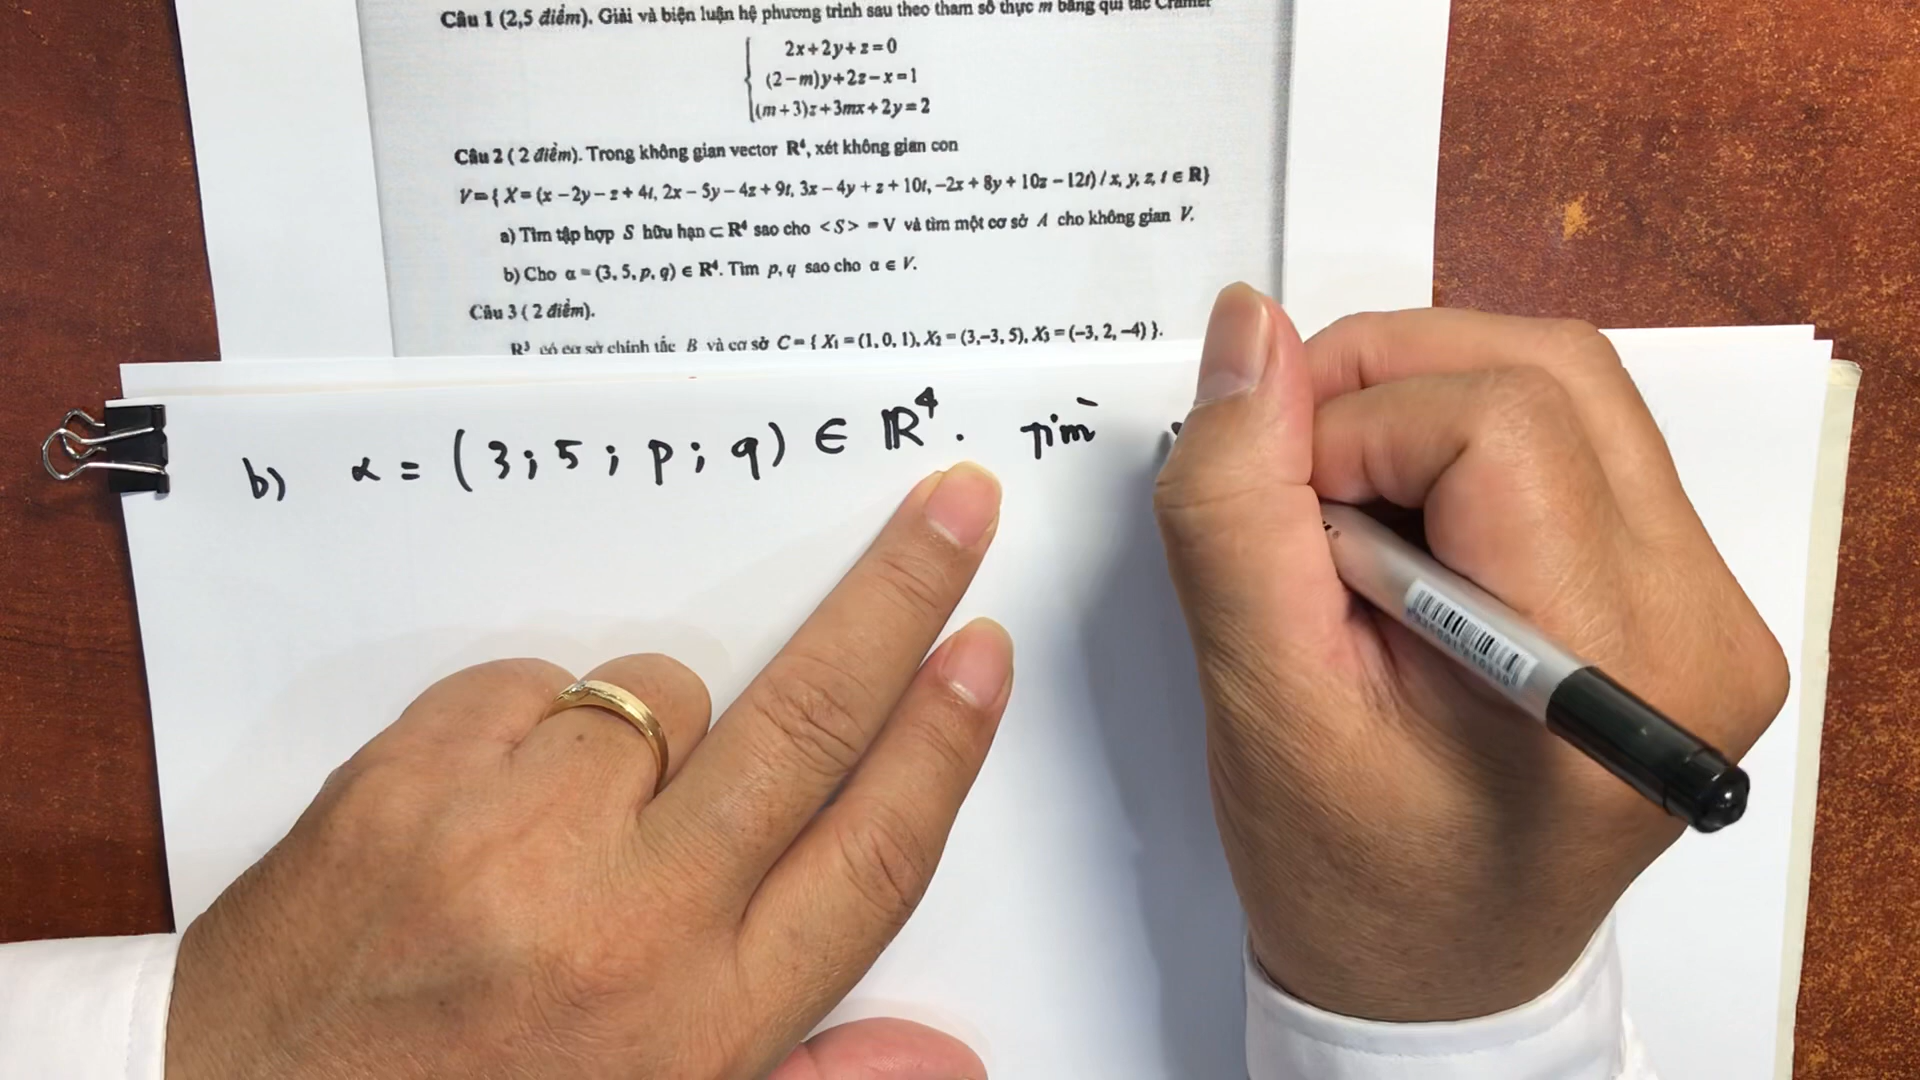 Câu 1 (2,5 điểm). Giải và biện luận hệ phương trình sau theo tham số thực m bằng qui tắc Cramer
2x+2y+z=0
(2−m)y+2z−x=1
(m+3)z+3mx+2y=2
Câu 2 ( 2 điểm). Trong không gian vector R⁴, xét không gian con
V={ X=(x − 2y − z + 4t, 2x − 5y − 4z + 9t, 3x − 4y + z + 10t, −2x + 8y + 10z − 12t) / x, y, z, t ∈ R}
a) Tìm tập hợp S hữu hạn ⊂ R⁴ sao cho <S> = V và tìm một cơ sở A cho không gian V.
b) Cho α = (3, 5, p, q) ∈ R⁴. Tìm p, q sao cho α ∈ V.
Câu 3 ( 2 điểm).
R³ có cơ sở chính tắc B và cơ sở C = { X₁ = (1, 0, 1), X₂ = (3,−3, 5), X₃ = (−3, 2, −4) }.
b) α = (3; 5; p; q) ∈ R⁴. Tìm